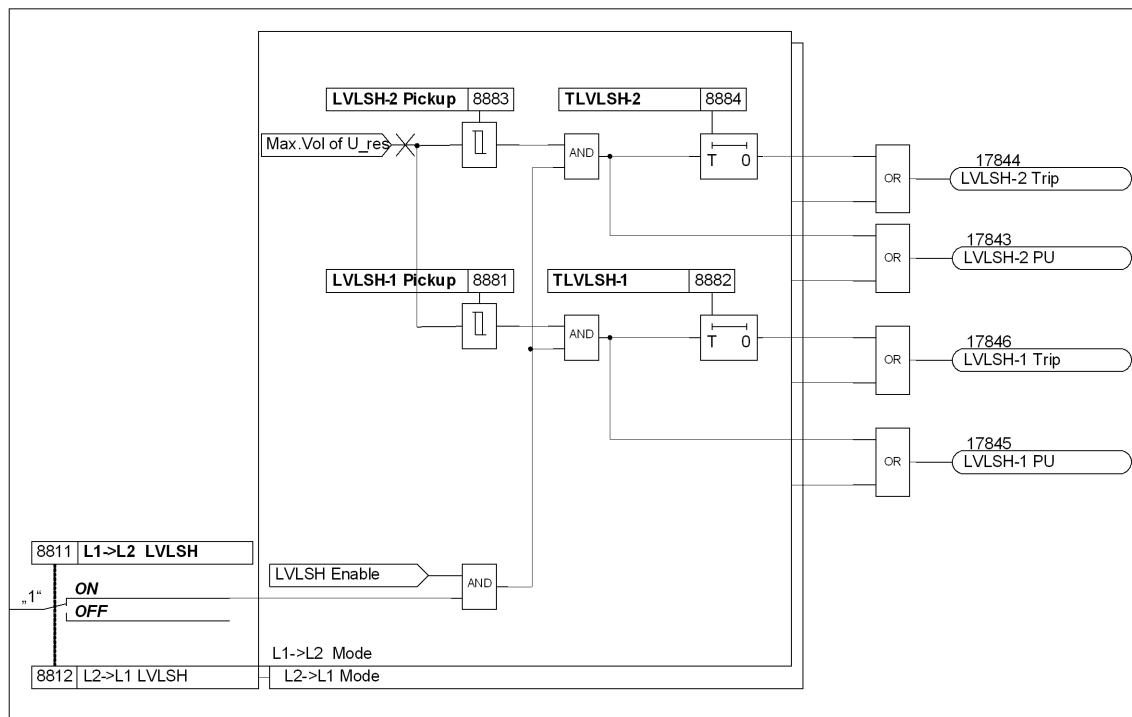 LVLSH-2 Pickup 8883
TLVLSH-2 8884
Max.Vol of U_res
AND
T 0
OR
17844
LVLSH-2 Trip
OR
17843
LVLSH-2 PU
LVLSH-1 Pickup 8881
TLVLSH-1 8882
AND
T 0
OR
17846
LVLSH-1 Trip
OR
17845
LVLSH-1 PU
8811 L1->L2 LVLSH
LVLSH Enable
AND
„1“
ON
OFF
L1->L2 Mode
8812 L2->L1 LVLSH
L2->L1 Mode